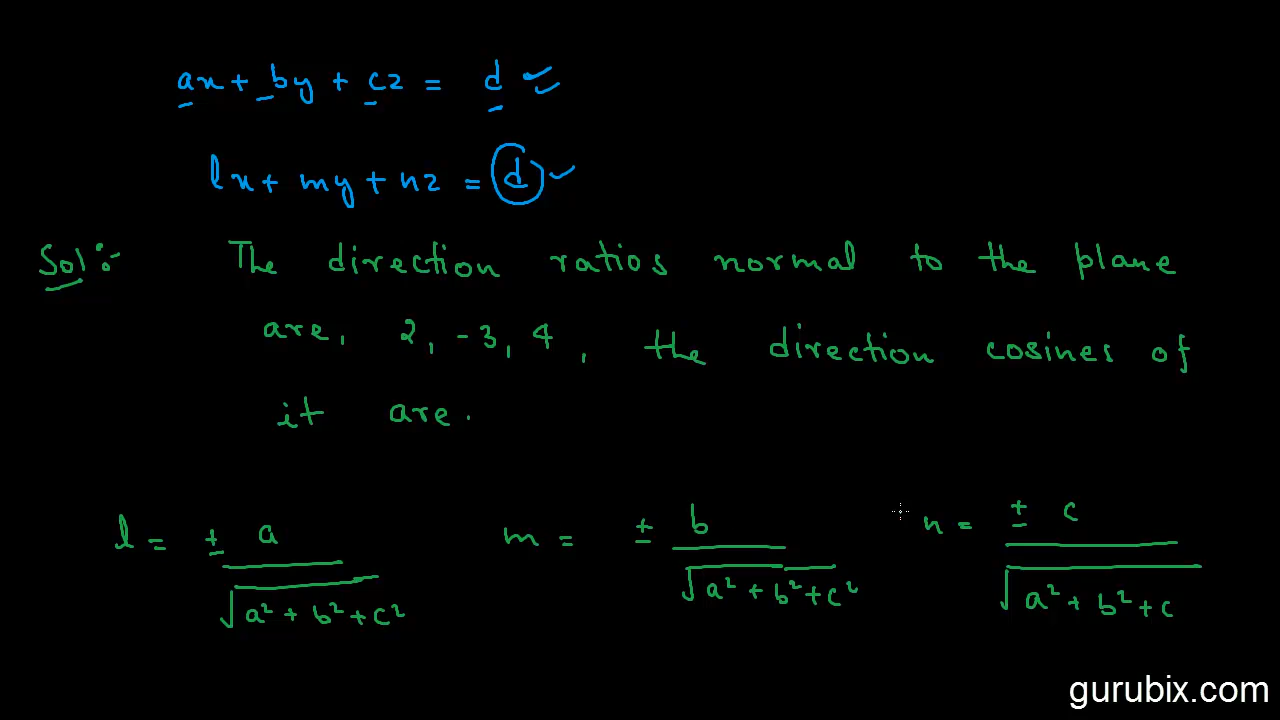 ax + by + cz = d
lx + my + nz = d
Sol:- The direction ratios normal to the plane
are, 2, -3, 4, the direction cosines of
it are.
l = ± a / √a² + b² + c² m = ± b / √a² + b² + c² n = ± c / √a² + b² + c
gurubix.com